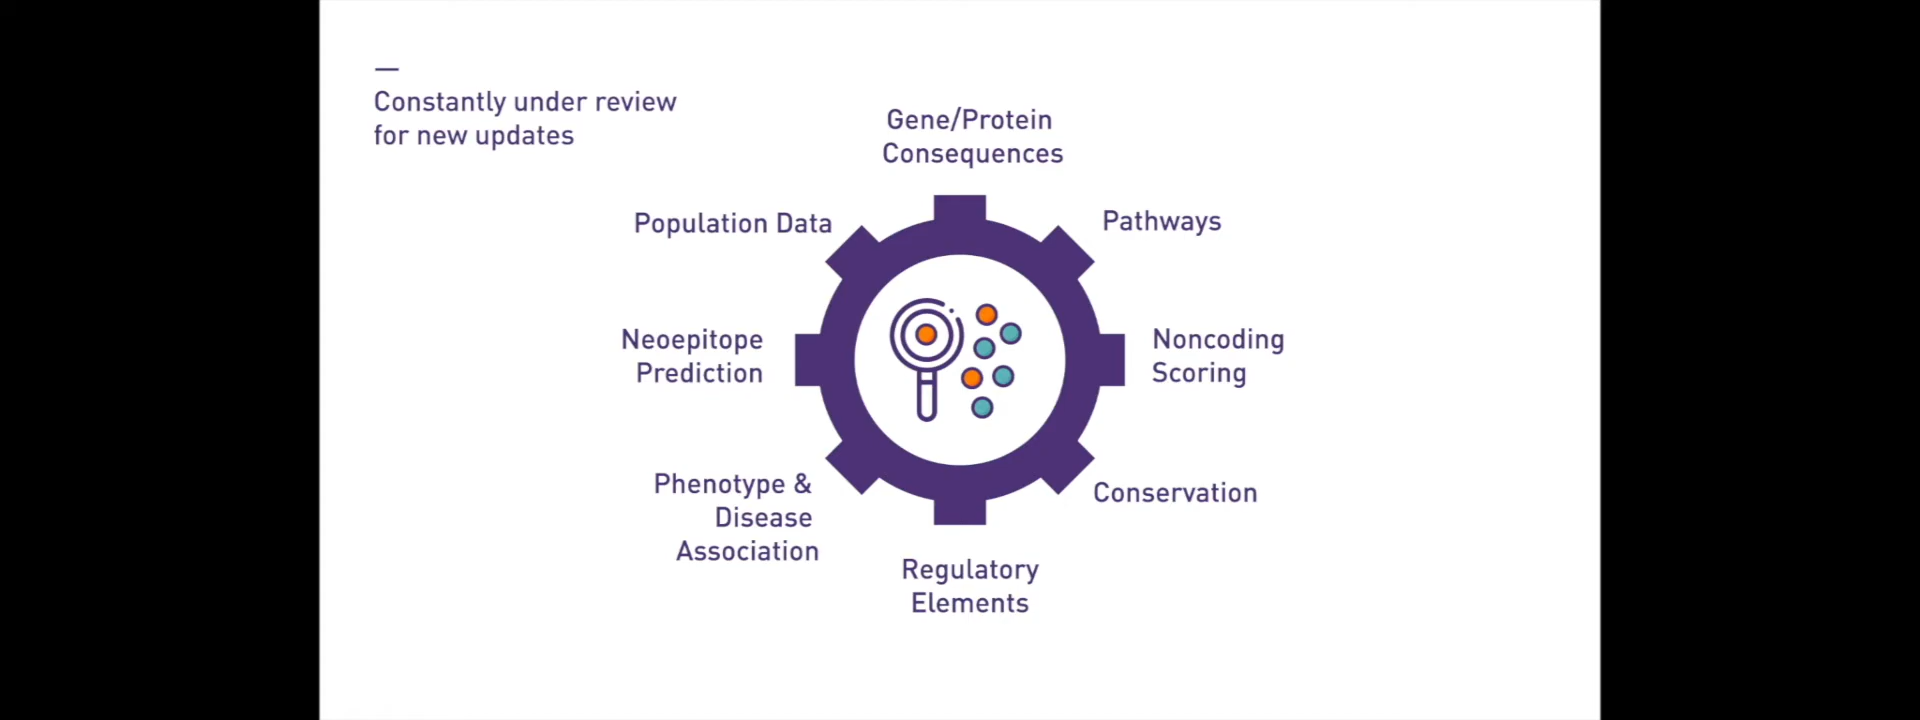 Constantly under review
for new updates
Gene/Protein
Consequences
Population Data
Pathways
Neoepitope
Prediction
Noncoding
Scoring
Phenotype &
Disease
Association
Conservation
Regulatory
Elements